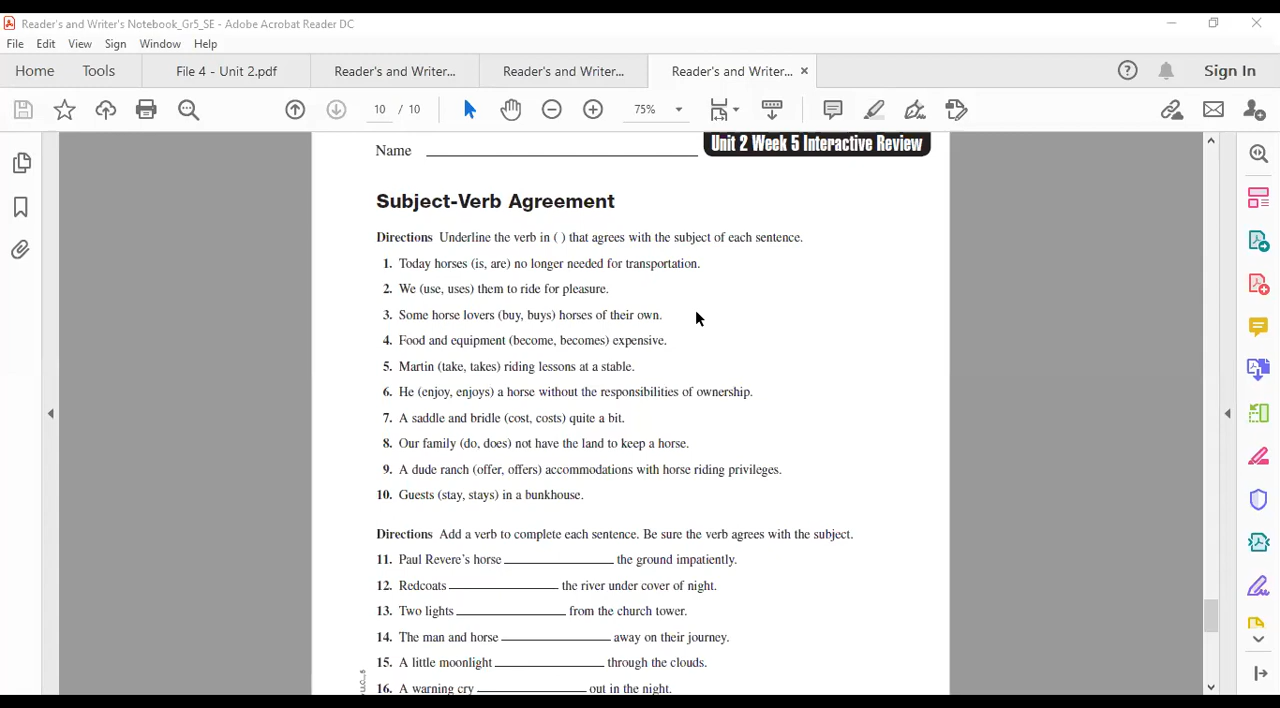 Reader's and Writer's Notebook_Gr5_SE - Adobe Acrobat Reader DC
File Edit View Sign Window Help
Home Tools File 4 - Unit 2.pdf Reader's and Writer... Reader's and Writer... Reader's and Writer... × Sign In
10 / 10 75%
Name Unit 2 Week 5 Interactive Review
Subject-Verb Agreement
Directions Underline the verb in ( ) that agrees with the subject of each sentence.
1. Today horses (is, are) no longer needed for transportation.
2. We (use, uses) them to ride for pleasure.
3. Some horse lovers (buy, buys) horses of their own.
4. Food and equipment (become, becomes) expensive.
5. Martin (take, takes) riding lessons at a stable.
6. He (enjoy, enjoys) a horse without the responsibilities of ownership.
7. A saddle and bridle (cost, costs) quite a bit.
8. Our family (do, does) not have the land to keep a horse.
9. A dude ranch (offer, offers) accommodations with horse riding privileges.
10. Guests (stay, stays) in a bunkhouse.
Directions Add a verb to complete each sentence. Be sure the verb agrees with the subject.
11. Paul Revere's horse ____________ the ground impatiently.
12. Redcoats ____________ the river under cover of night.
13. Two lights ____________ from the church tower.
14. The man and horse ____________ away on their journey.
15. A little moonlight ____________ through the clouds.
16. A warning cry ____________ out in the night.